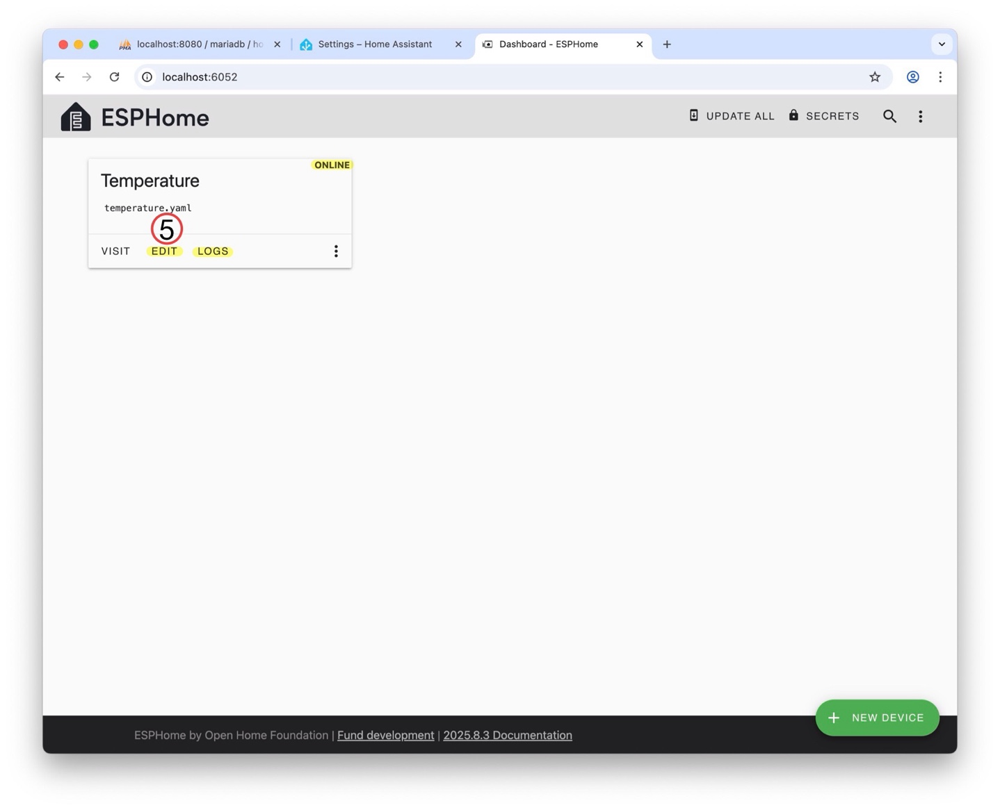 localhost:8080 / mariadb / ho
Settings – Home Assistant
Dashboard - ESPHome
localhost:6052
ESPHome
UPDATE ALL
SECRETS
ONLINE
Temperature
temperature.yaml
5
VISIT
EDIT
LOGS
NEW DEVICE
ESPHome by Open Home Foundation | Fund development | 2025.8.3 Documentation